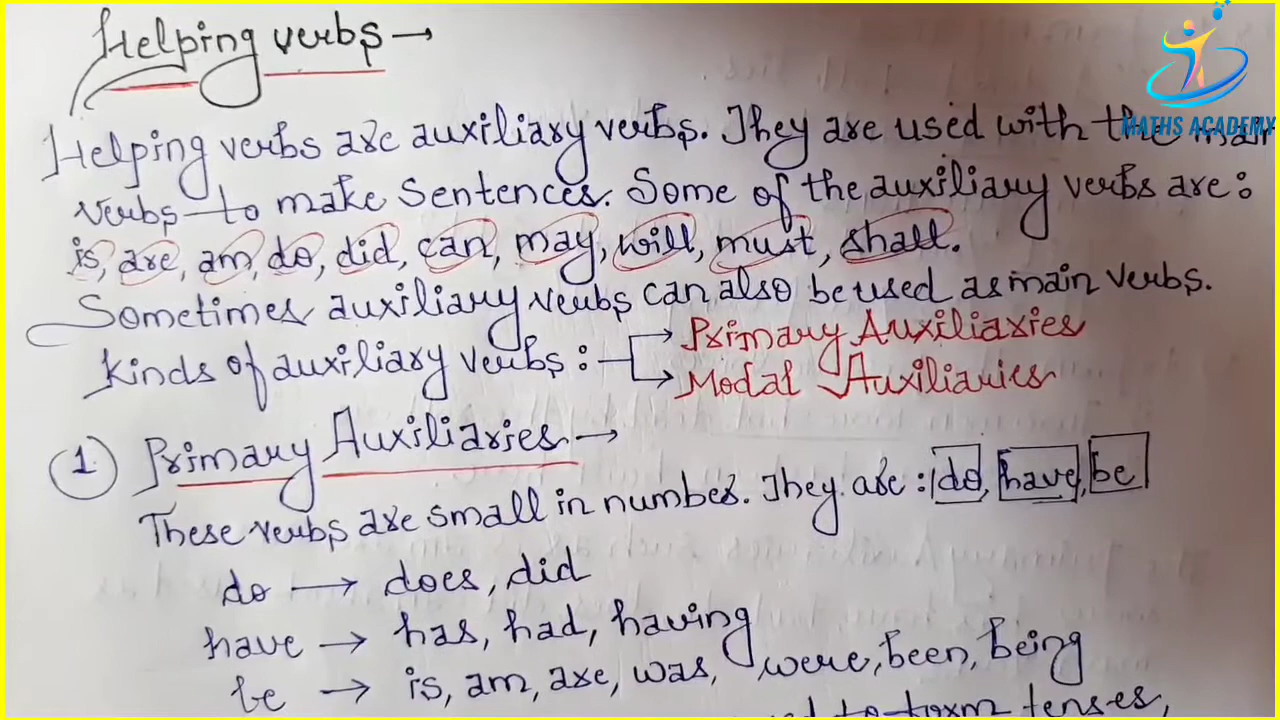 Helping verbs →
MATHS ACADEMY
Helping verbs are auxiliary verbs. They are used with the main
verbs to make sentences. Some of the auxiliary verbs are:
is, are, am, do, did, can, may, will, must, shall.
Sometimes auxiliary verbs can also be used as main verbs.
Kinds of auxiliary verbs: → Primary Auxiliaries
→ Modal Auxiliaries
1. Primary Auxiliaries →
These verbs are small in number. They are: do, have, be
do → does, did
have → has, had, having
be → is, am, are, was, were, been, being
to form tenses,